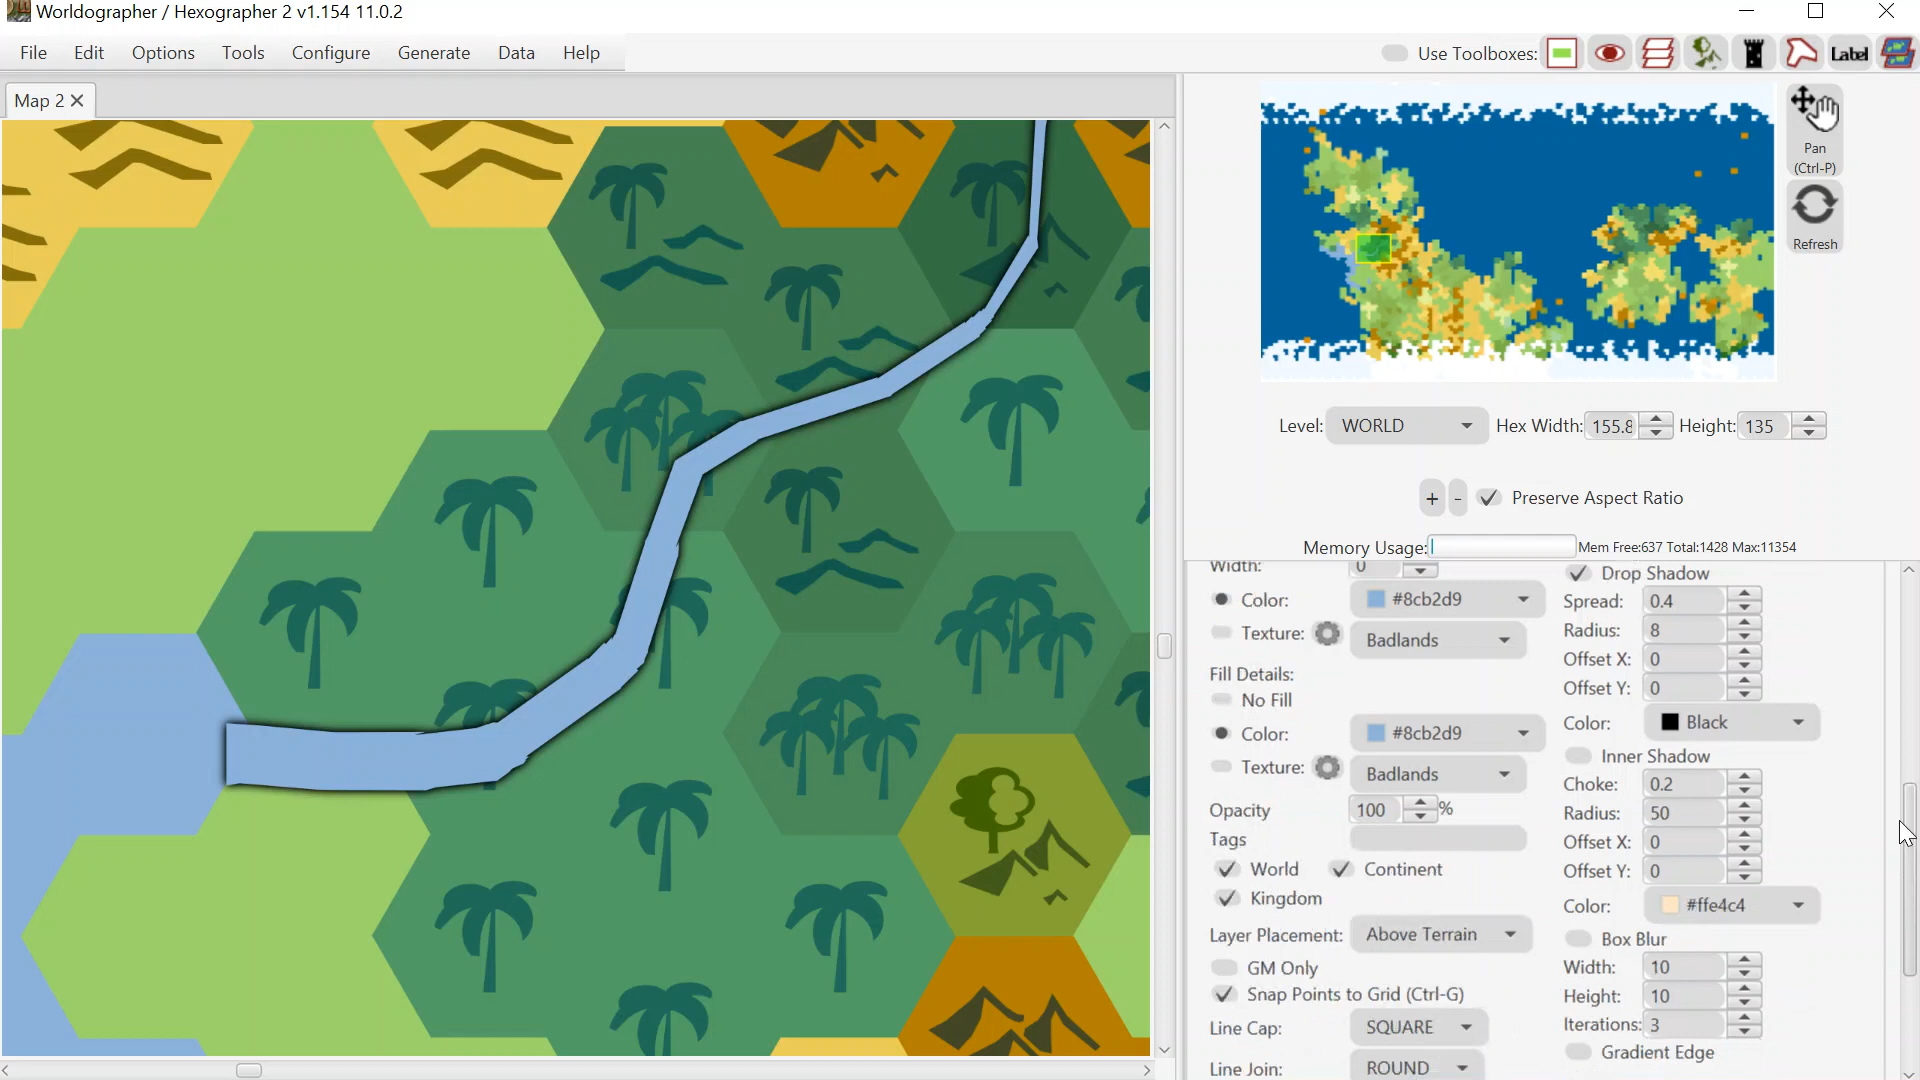 Worldographer / Hexographer 2 v1.154 11.0.2
File Edit Options Tools Configure Generate Data Help
Use Toolboxes: Label
Map 2
Pan
(Ctrl-P)
Refresh
Level: WORLD Hex Width: 155.8 Height: 135
+ - Preserve Aspect Ratio
Memory Usage: Mem Free:637 Total:1428 Max:11354
Width: 0
Color: #8cb2d9
Texture: Badlands
Fill Details:
No Fill
Color: #8cb2d9
Texture: Badlands
Opacity 100 %
Tags
World Continent
Kingdom
Layer Placement: Above Terrain
GM Only
Snap Points to Grid (Ctrl-G)
Line Cap: SQUARE
Line Join: ROUND
Drop Shadow
Spread: 0.4
Radius: 8
Offset X: 0
Offset Y: 0
Color: Black
Inner Shadow
Choke: 0.2
Radius: 50
Offset X: 0
Offset Y: 0
Color: #ffe4c4
Box Blur
Width: 10
Height: 10
Iterations: 3
Gradient Edge